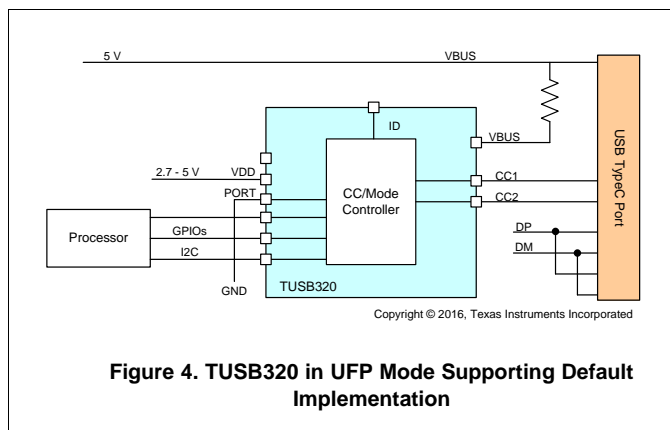 5 V
VBUS
ID
VBUS
2.7 - 5 V
VDD
PORT
CC/Mode
Controller
CC1
CC2
USB TypeC Port
Processor
GPIOs
I2C
DP
DM
GND
TUSB320
Copyright © 2016, Texas Instruments Incorporated
Figure 4. TUSB320 in UFP Mode Supporting Default
Implementation